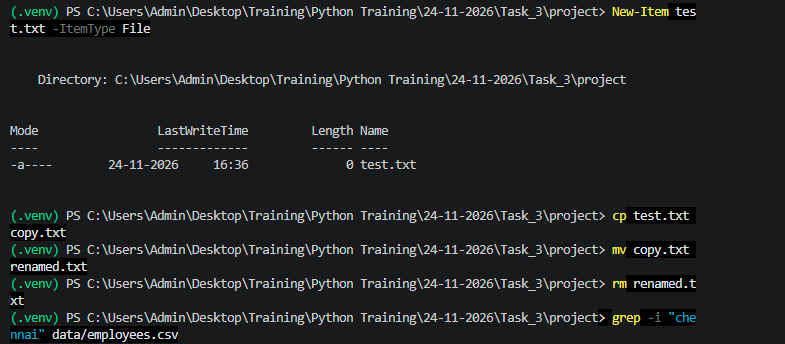 (.venv) PS C:\Users\Admin\Desktop\Training\Python Training\24-11-2026\Task_3\project> New-Item tes
t.txt -ItemType File
Directory: C:\Users\Admin\Desktop\Training\Python Training\24-11-2026\Task_3\project
Mode                 LastWriteTime         Length Name
----                 -------------         ------ ----
-a----        24-11-2026     16:36              0 test.txt
(.venv) PS C:\Users\Admin\Desktop\Training\Python Training\24-11-2026\Task_3\project> cp test.txt
copy.txt
(.venv) PS C:\Users\Admin\Desktop\Training\Python Training\24-11-2026\Task_3\project> mv copy.txt
renamed.txt
(.venv) PS C:\Users\Admin\Desktop\Training\Python Training\24-11-2026\Task_3\project> rm renamed.t
xt
(.venv) PS C:\Users\Admin\Desktop\Training\Python Training\24-11-2026\Task_3\project> grep -i "che
nnai" data/employees.csv